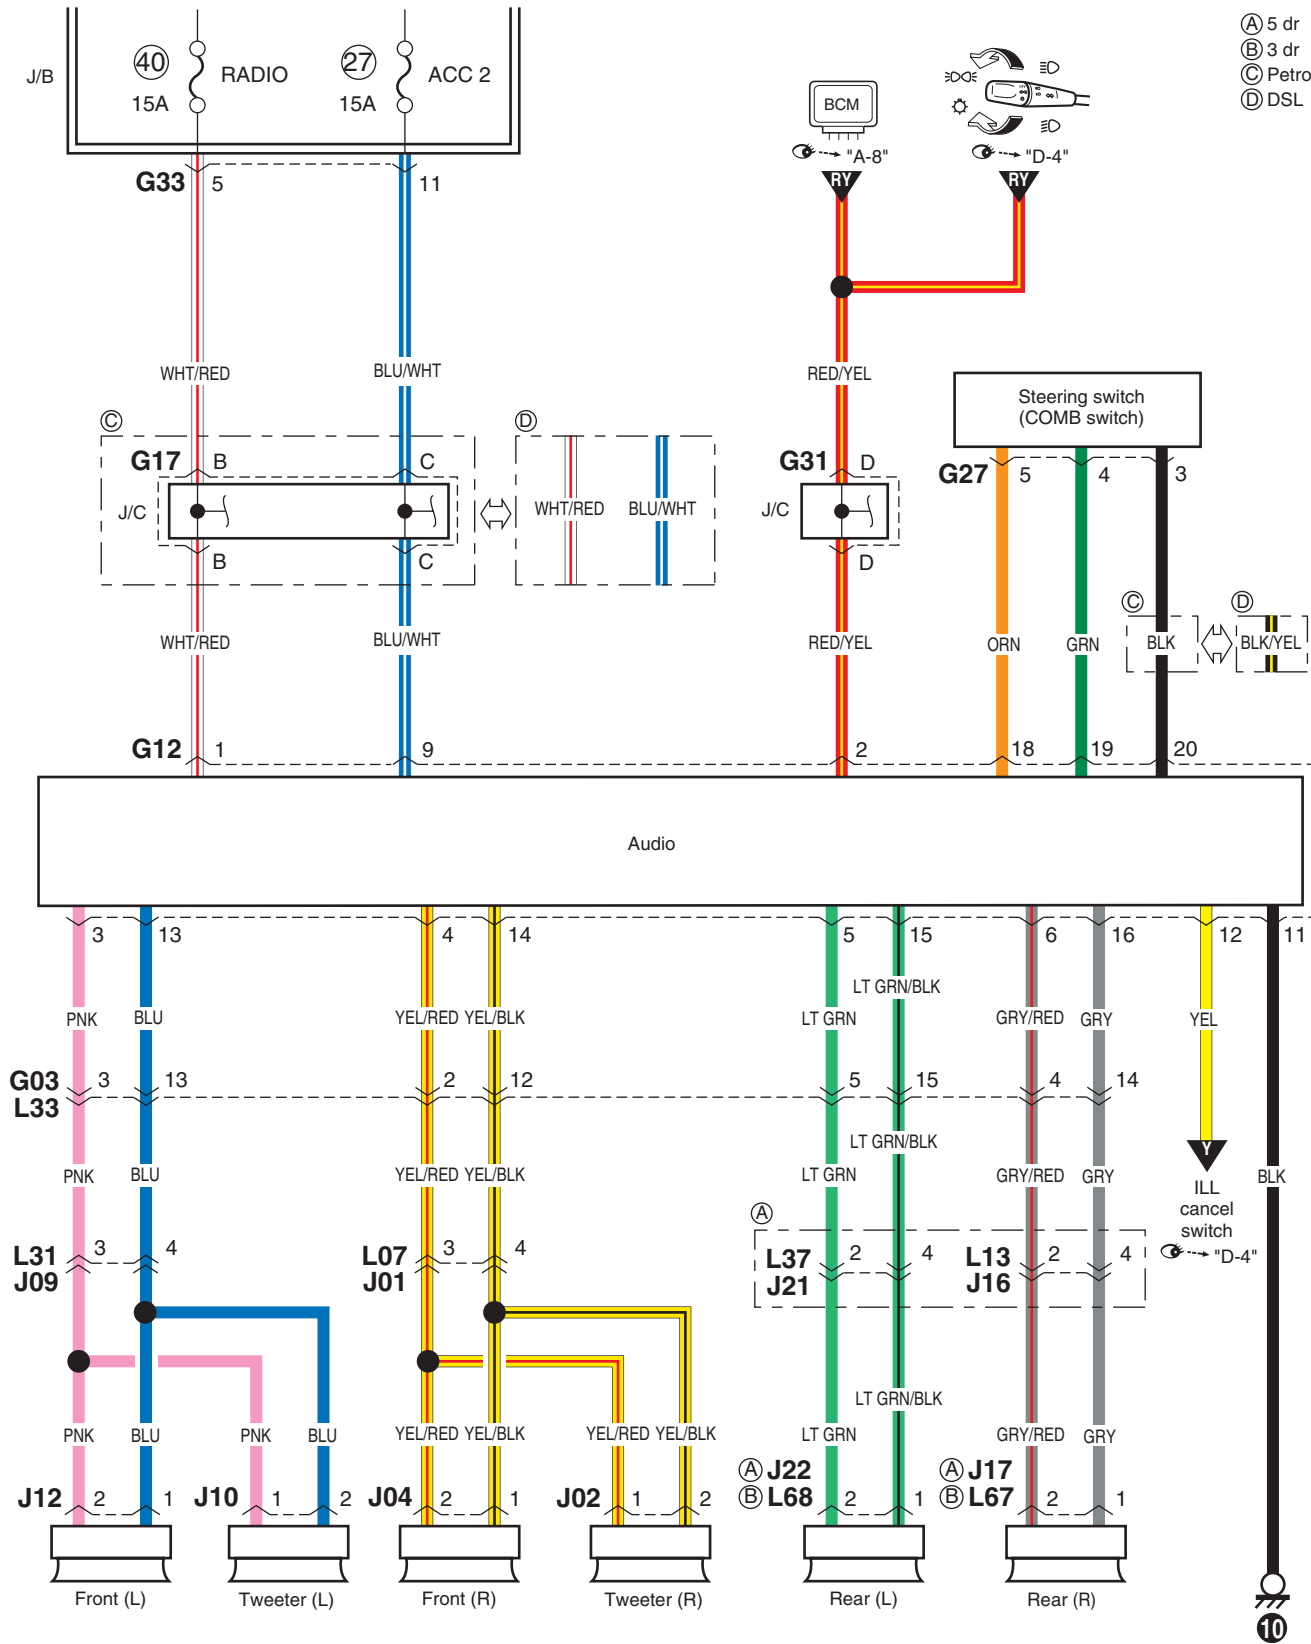 J/B
40
RADIO
15A
27
ACC 2
15A
BCM
"A-8"
"D-4"
RY
RY
A 5 dr
B 3 dr
C Petro
D DSL
G33 5 11
WHT/RED
BLU/WHT
RED/YEL
Steering switch
(COMB switch)
C
D
G17 B C
WHT/RED
BLU/WHT
J/C
B C
G31 D
J/C
D
G27 5 4 3
WHT/RED
BLU/WHT
RED/YEL
ORN
GRN
C
D
BLK
BLK/YEL
G12 1 9 2 18 19 20
Audio
3 13 4 14 5 15 6 16 12 11
LT GRN/BLK
PNK BLU YEL/RED YEL/BLK LT GRN GRY/RED GRY YEL
G03 3 13 2 12 5 15 4 14
L33
LT GRN/BLK
Y
PNK BLU YEL/RED YEL/BLK LT GRN GRY/RED GRY BLK
ILL
cancel
switch
"D-4"
A
L31 3 4 L07 3 4 L37 2 4 L13 2 4
J09 J01 J21 J16
LT GRN/BLK
PNK BLU PNK BLU YEL/RED YEL/BLK YEL/RED YEL/BLK LT GRN GRY/RED GRY
A J22 A J17
B L68 2 1 B L67 2 1
J12 2 1 J10 1 2 J04 2 1 J02 1 2
Front (L) Tweeter (L) Front (R) Tweeter (R) Rear (L) Rear (R)
10